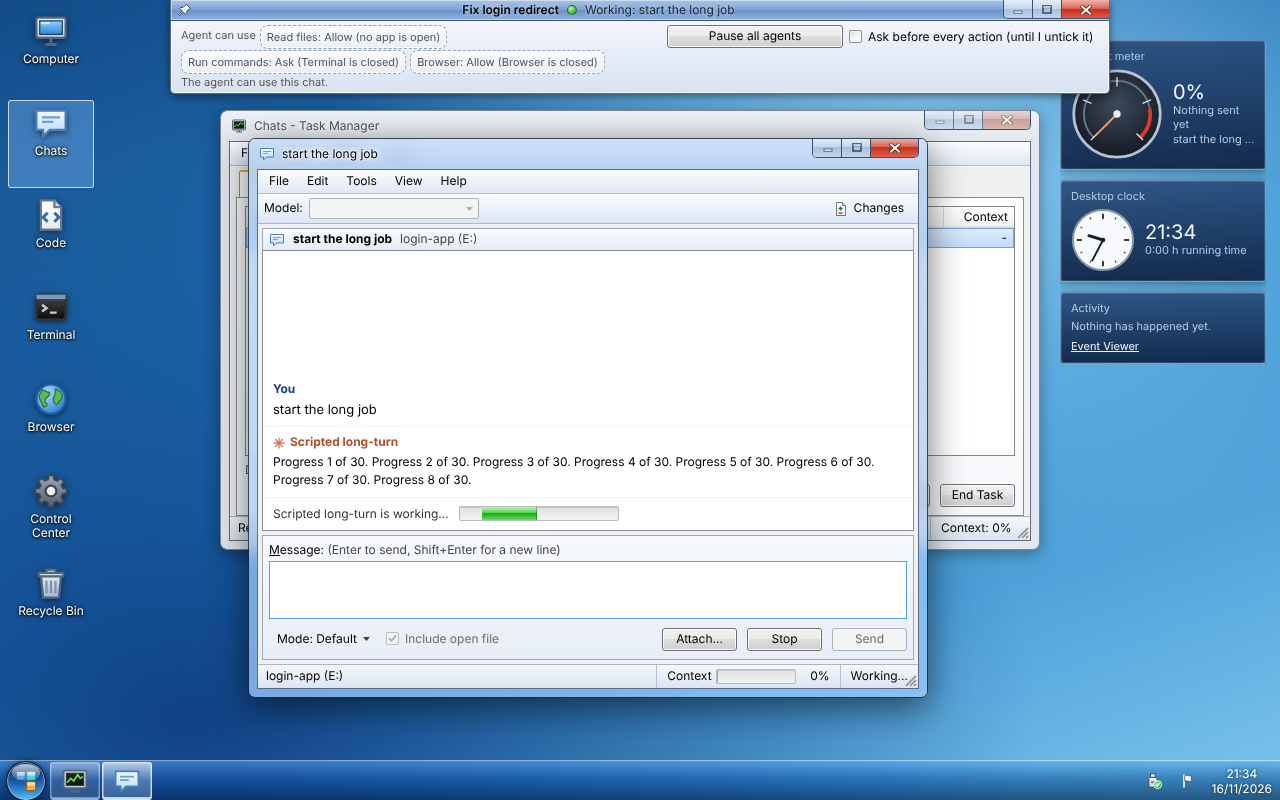 Fix login redirect Working: start the long job
Agent can use Read files: Allow (no app is open)
Pause all agents
Ask before every action (until I untick it)
Run commands: Ask (Terminal is closed) Browser: Allow (Browser is closed)
The agent can use this chat.
Computer
Chats
Code
Terminal
Browser
Control
Center
Recycle Bin
meter
0%
Nothing sent
yet
start the long ...
Desktop clock
21:34
0:00 h running time
Activity
Nothing has happened yet.
Event Viewer
Chats - Task Manager
Context
-
End Task
Context: 0%
start the long job
File Edit Tools View Help
Model:
Changes
start the long job login-app (E:)
You
start the long job
Scripted long-turn
Progress 1 of 30. Progress 2 of 30. Progress 3 of 30. Progress 4 of 30. Progress 5 of 30. Progress 6 of 30.
Progress 7 of 30. Progress 8 of 30.
Scripted long-turn is working...
Message: (Enter to send, Shift+Enter for a new line)
Mode: Default Include open file Attach... Stop Send
login-app (E:) Context 0% Working...
21:34
16/11/2026